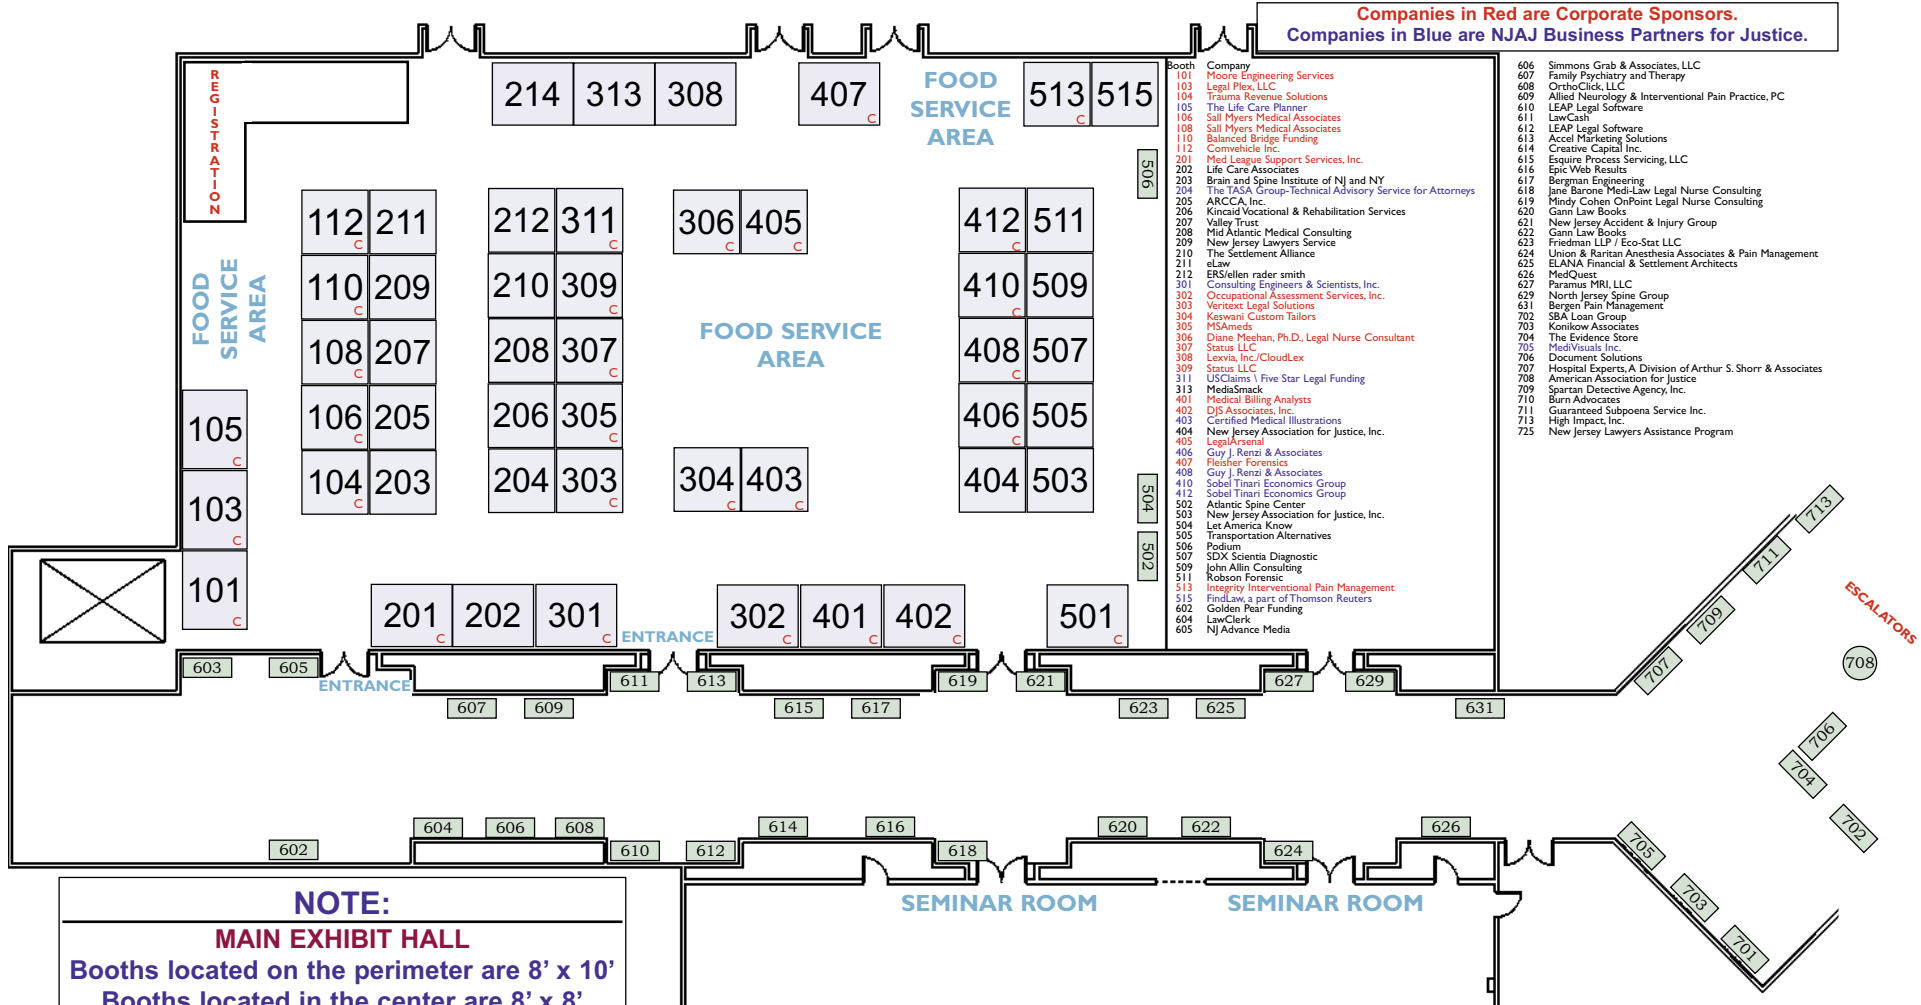 Companies in Red are Corporate Sponsors.
Companies in Blue are NJAJ Business Partners for Justice.
REGISTRATION
214 313 308
407 C
FOOD
SERVICE
AREA
513 C 515
506
112 C 211
212 311 C
306 C 405 C
412 C 511
FOOD
SERVICE
AREA
110 C 209
210 309 C
410 C 509
FOOD SERVICE
AREA
108 C 207
208 307 C
408 C 507
105 C
106 C 205
206 305 C
406 C 505
103 C
104 C 203
204 303 C
304 C 403 C
404 503
504
502
101 C
201 C 202 301 C
ENTRANCE
302 C 401 C 402 C
501 C
Booth Company
101 Moore Engineering Services
103 Legal Plex, LLC
104 Trauma Revenue Solutions
105 The Life Care Planner
106 Sall Myers Medical Associates
108 Sall Myers Medical Associates
110 Balanced Bridge Funding
112 Comvehicle Inc.
201 Med League Support Services, Inc.
202 Life Care Associates
203 Brain and Spine Institute of NJ and NY
204 The TASA Group-Technical Advisory Service for Attorneys
205 ARCCA, Inc.
206 Kincaid Vocational & Rehabilitation Services
207 Valley Trust
208 Mid Atlantic Medical Consulting
209 New Jersey Lawyers Service
210 The Settlement Alliance
211 eLaw
212 ERS/ellen rader smith
301 Consulting Engineers & Scientists, Inc.
302 Occupational Assessment Services, Inc.
303 Veritext Legal Solutions
304 Keswani Custom Tailors
305 MSAmeds
306 Diane Meehan, Ph.D., Legal Nurse Consultant
307 Status LLC
308 Lexvia, Inc./CloudLex
309 Status LLC
311 USClaims \ Five Star Legal Funding
313 MediaSmack
401 Medical Billing Analysts
402 DJS Associates, Inc.
403 Certified Medical Illustrations
404 New Jersey Association for Justice, Inc.
405 LegalArsenal
406 Guy J. Renzi & Associates
407 Fleisher Forensics
408 Guy J. Renzi & Associates
410 Sobel Tinari Economics Group
412 Sobel Tinari Economics Group
502 Atlantic Spine Center
503 New Jersey Association for Justice, Inc.
504 Let America Know
505 Transportation Alternatives
506 Podium
507 SDX Scientia Diagnostic
509 John Allin Consulting
511 Robson Forensic
513 Integrity Interventional Pain Management
515 FindLaw, a part of Thomson Reuters
602 Golden Pear Funding
604 LawClerk
605 NJ Advance Media
606 Simmons Grab & Associates, LLC
607 Family Psychiatry and Therapy
608 OrthoClick, LLC
609 Allied Neurology & Interventional Pain Practice, PC
610 LEAP Legal Software
611 LawCash
612 LEAP Legal Software
613 Accel Marketing Solutions
614 Creative Capital Inc.
615 Esquire Process Servicing, LLC
616 Epic Web Results
617 Bergman Engineering
618 Jane Barone Medi-Law Legal Nurse Consulting
619 Mindy Cohen OnPoint Legal Nurse Consulting
620 Gann Law Books
621 New Jersey Accident & Injury Group
622 Gann Law Books
623 Friedman LLP / Eco-Stat LLC
624 Union & Raritan Anesthesia Associates & Pain Management
625 ELANA Financial & Settlement Architects
626 MedQuest
627 Paramus MRI, LLC
629 North Jersey Spine Group
631 Bergen Pain Management
702 SBA Loan Group
703 Konikow Associates
704 The Evidence Store
705 MediVisuals Inc.
706 Document Solutions
707 Hospital Experts, A Division of Arthur S. Shorr & Associates
708 American Association for Justice
709 Spartan Detective Agency, Inc.
710 Burn Advocates
711 Guaranteed Subpoena Service Inc.
713 High Impact, Inc.
725 New Jersey Lawyers Assistance Program
713
711
709
707
ESCALATORS
708
603 605
ENTRANCE
611 613 619 621 627 629
607 609 615 617 623 625 631
706
704
702
604 606 608 614 616 620 622 626
602 610 612 618 624
705
703
701
SEMINAR ROOM SEMINAR ROOM
NOTE:
MAIN EXHIBIT HALL
Booths located on the perimeter are 8’ x 10’
Booths located in the center are 8’ x 8’